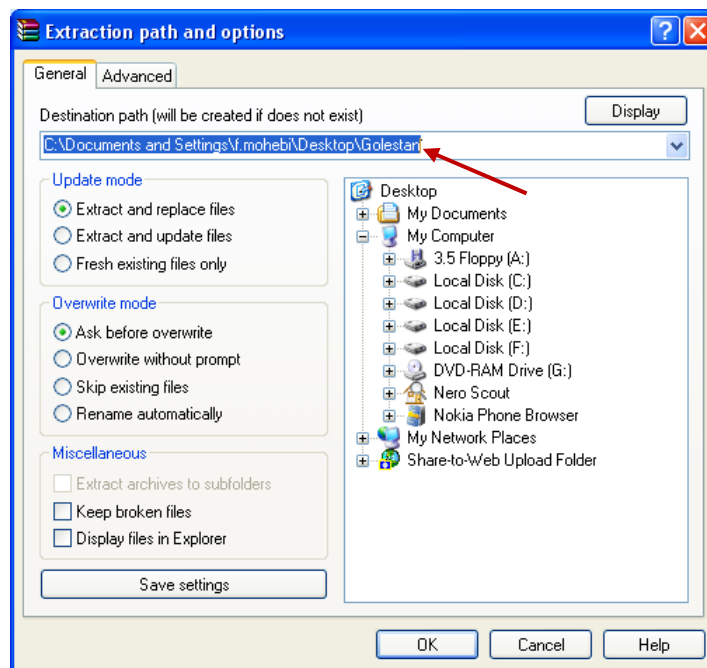 Extraction path and options
General
Advanced
Destination path (will be created if does not exist)
Display
C:\Documents and Settings\f.mohebi\Desktop\Golestan
Update mode
Extract and replace files
Extract and update files
Fresh existing files only
Overwrite mode
Ask before overwrite
Overwrite without prompt
Skip existing files
Rename automatically
Miscellaneous
Extract archives to subfolders
Keep broken files
Display files in Explorer
Save settings
Desktop
My Documents
My Computer
3.5 Floppy (A:)
Local Disk (C:)
Local Disk (D:)
Local Disk (E:)
Local Disk (F:)
DVD-RAM Drive (G:)
Nero Scout
Nokia Phone Browser
My Network Places
Share-to-Web Upload Folder
OK
Cancel
Help